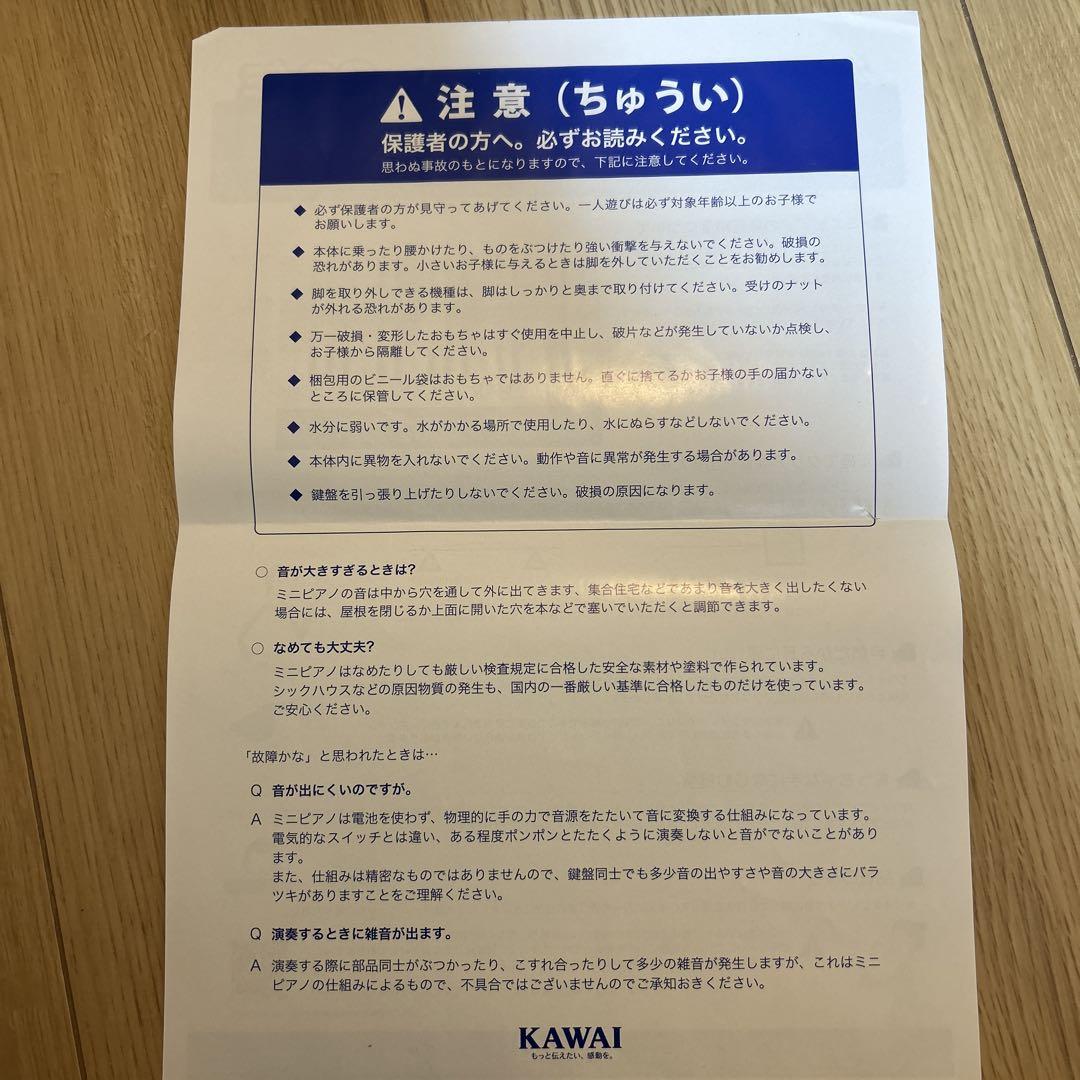 注意（ちゅうい）
保護者の方へ。必ずお読みください。
思わぬ事故のもとになりますので、下記に注意してください。
◆ 必ず保護者の方が見守ってあげてください。一人遊びは必ず対象年齢以上のお子様で
お願いします。
◆ 本体に乗ったり腰かけたり、ものをぶつけたり強い衝撃を与えないでください。破損の
恐れがあります。小さいお子様に与えるときは脚を外していただくことをお勧めします。
◆ 脚を取り外しできる機種は、脚はしっかりと奥まで取り付けてください。受けのナット
が外れる恐れがあります。
◆ 万一破損・変形したおもちゃはすぐ使用を中止し、破片などが発生していないか点検し、
お子様から隔離してください。
◆ 梱包用のビニール袋はおもちゃではありません。直ぐに捨てるかお子様の手の届かない
ところに保管してください。
◆ 水分に弱いです。水がかかる場所で使用したり、水にぬらすなどしないでください。
◆ 本体内に異物を入れないでください。動作や音に異常が発生する場合があります。
◆ 鍵盤を引っ張り上げたりしないでください。破損の原因になります。
○ 音が大きすぎるときは?
ミニピアノの音は中から穴を通して外に出てきます、集合住宅などであまり音を大きく出したくない
場合には、屋根を閉じるか上面に開いた穴を本などで塞いでいただくと調節できます。
○ なめても大丈夫?
ミニピアノはなめたりしても厳しい検査規定に合格した安全な素材や塗料で作られています。
シックハウスなどの原因物質の発生も、国内の一番厳しい基準に合格したものだけを使っています。
ご安心ください。
「故障かな」と思われたときは…
Q 音が出にくいのですが。
A ミニピアノは電池を使わず、物理的に手の力で音源をたたいて音に変換する仕組みになっています。
電気的なスイッチとは違い、ある程度ポンポンとたたくように演奏しないと音がでないことがあり
ます。
また、仕組みは精密なものではありませんので、鍵盤同士でも多少音の出やすさや音の大きさにバラ
ツキがありますことをご理解ください。
Q 演奏するときに雑音が出ます。
A 演奏する際に部品同士がぶつかったり、こすれ合ったりして多少の雑音が発生しますが、これはミニ
ピアノの仕組みによるもので、不具合ではございませんのでご承知おきください。
KAWAI
もっと伝えたい、感動を。